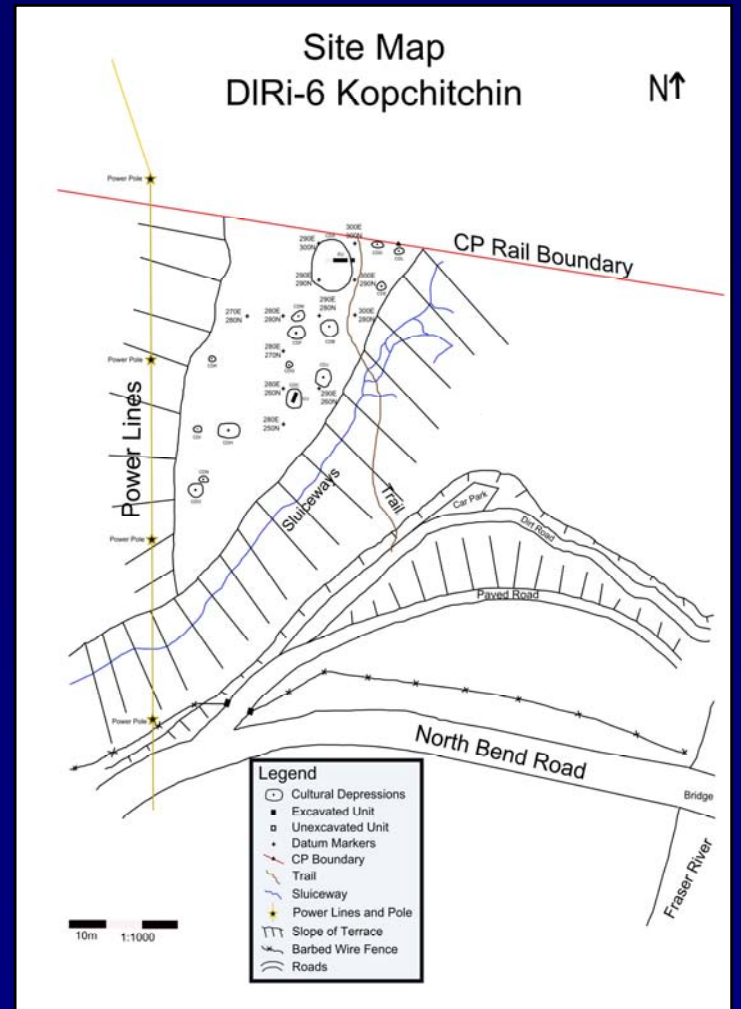 Site Map
DIRi-6 Kopchitchin
N
Power Pole
CP Rail Boundary
300E
300N
290E
300N
290E
290N
300E
290N
270E
280N
280E
280N
290E
280N
300E
280N
280E
270N
280E
260N
290E
260N
280E
250N
Power Pole
Power Lines
Sluiceways
Trail
Car Park
Dirt Road
Paved Road
Power Pole
Power Pole
North Bend Road
Bridge
Fraser River
Legend
Cultural Depressions
Excavated Unit
Unexcavated Unit
Datum Markers
CP Boundary
Trail
Sluiceway
Power Lines and Pole
Slope of Terrace
Barbed Wire Fence
Roads
10m 1:1000